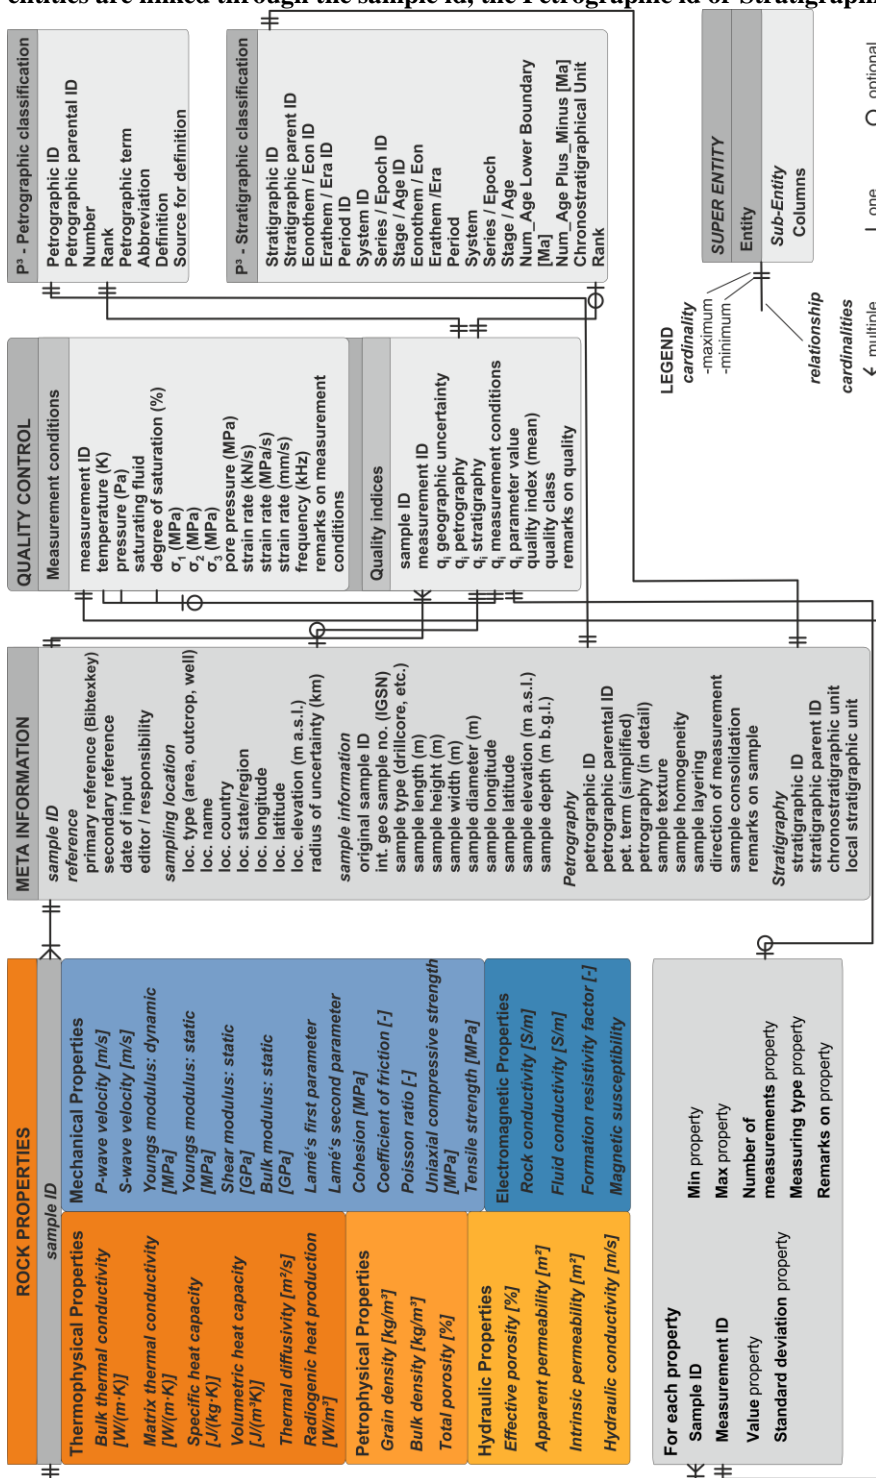 entities are linked through the sample id, the Petrographic id or Stratigraphi
ROCK PROPERTIES
sample ID
Thermophysical Properties
Bulk thermal conductivity
[W/(m·K)]
Matrix thermal conductivity
[W/(m·K)]
Specific heat capacity
[J/(kg·K)]
Volumetric heat capacity
[J/(m³K)]
Thermal diffusivity [m²/s]
Radiogenic heat production
[W/m³]
Petrophysical Properties
Grain density [kg/m³]
Bulk density [kg/m³]
Total porosity [%]
Hydraulic Properties
Effective porosity [%]
Apparent permeability [m²]
Intrinsic permeability [m²]
Hydraulic conductivity [m/s]
Mechanical Properties
P-wave velocity [m/s]
S-wave velocity [m/s]
Youngs modulus: dynamic
[MPa]
Youngs modulus: static
[MPa]
Shear modulus: static
[GPa]
Bulk modulus: static
[GPa]
Lamé's first parameter
Lamé's second parameter
Cohesion [MPa]
Coefficient of friction [-]
Poisson ratio [-]
Uniaxial compressive strength
[MPa]
Tensile strength [MPa]
Electromagnetic Properties
Rock conductivity [S/m]
Fluid conductivity [S/m]
Formation resistivity factor [-]
Magnetic susceptibility
For each property
Sample ID
Measurement ID
Value property
Standard deviation property
Min property
Max property
Number of
measurements property
Measuring type property
Remarks on property
META INFORMATION
sample ID
reference
primary reference (Bibtexkey)
secondary reference
date of input
editor / responsibility
sampling location
loc. type (area, outcrop, well)
loc. name
loc. country
loc. state/region
loc. longitude
loc. latitude
loc. elevation (m a.s.l.)
radius of uncertainty (km)
sample information
original sample ID
int. geo sample no. (IGSN)
sample type (drillcore, etc.)
sample length (m)
sample height (m)
sample width (m)
sample diameter (m)
sample longitude
sample latitude
sample elevation (m a.s.l.)
sample depth (m b.g.l.)
Petrography
petrographic ID
petrographic parental ID
pet. term (simplified)
petrography (in detail)
sample texture
sample homogeneity
sample layering
direction of measurement
sample consolidation
remarks on sample
Stratigraphy
stratigraphic ID
stratigraphic parent ID
chronostratigraphic unit
local stratigraphic unit
QUALITY CONTROL
Measurement conditions
measurement ID
temperature (K)
pressure (Pa)
saturating fluid
degree of saturation (%)
σ1 (MPa)
σ2 (MPa)
σ3 (MPa)
pore pressure (MPa)
strain rate (kN/s)
strain rate (MPa/s)
strain rate (mm/s)
frequency (kHz)
remarks on measurement
conditions
Quality indices
sample ID
measurement ID
qi geographic uncertainty
qi petrography
qi stratigraphy
qi measurement conditions
qi parameter value
quality index (mean)
quality class
remarks on quality
P³ - Petrographic classification
Petrographic ID
Petrographic parental ID
Number
Rank
Petrographic term
Abbreviation
Definition
Source for definition
P³ - Stratigraphic classification
Stratigraphic ID
Stratigraphic parent ID
Eonothem / Eon ID
Erathem / Era ID
Period ID
System ID
Series / Epoch ID
Stage / Age ID
Eonothem / Eon
Erathem /Era
Period
System
Series / Epoch
Stage / Age
Num_Age Lower Boundary
[Ma]
Num_Age Plus_Minus [Ma]
Chronostratigraphical Unit
Rank
LEGEND
cardinality
-maximum
-minimum
SUPER ENTITY
Entity
Sub-Entity
Columns
relationship
cardinalities
multiple
one
optional